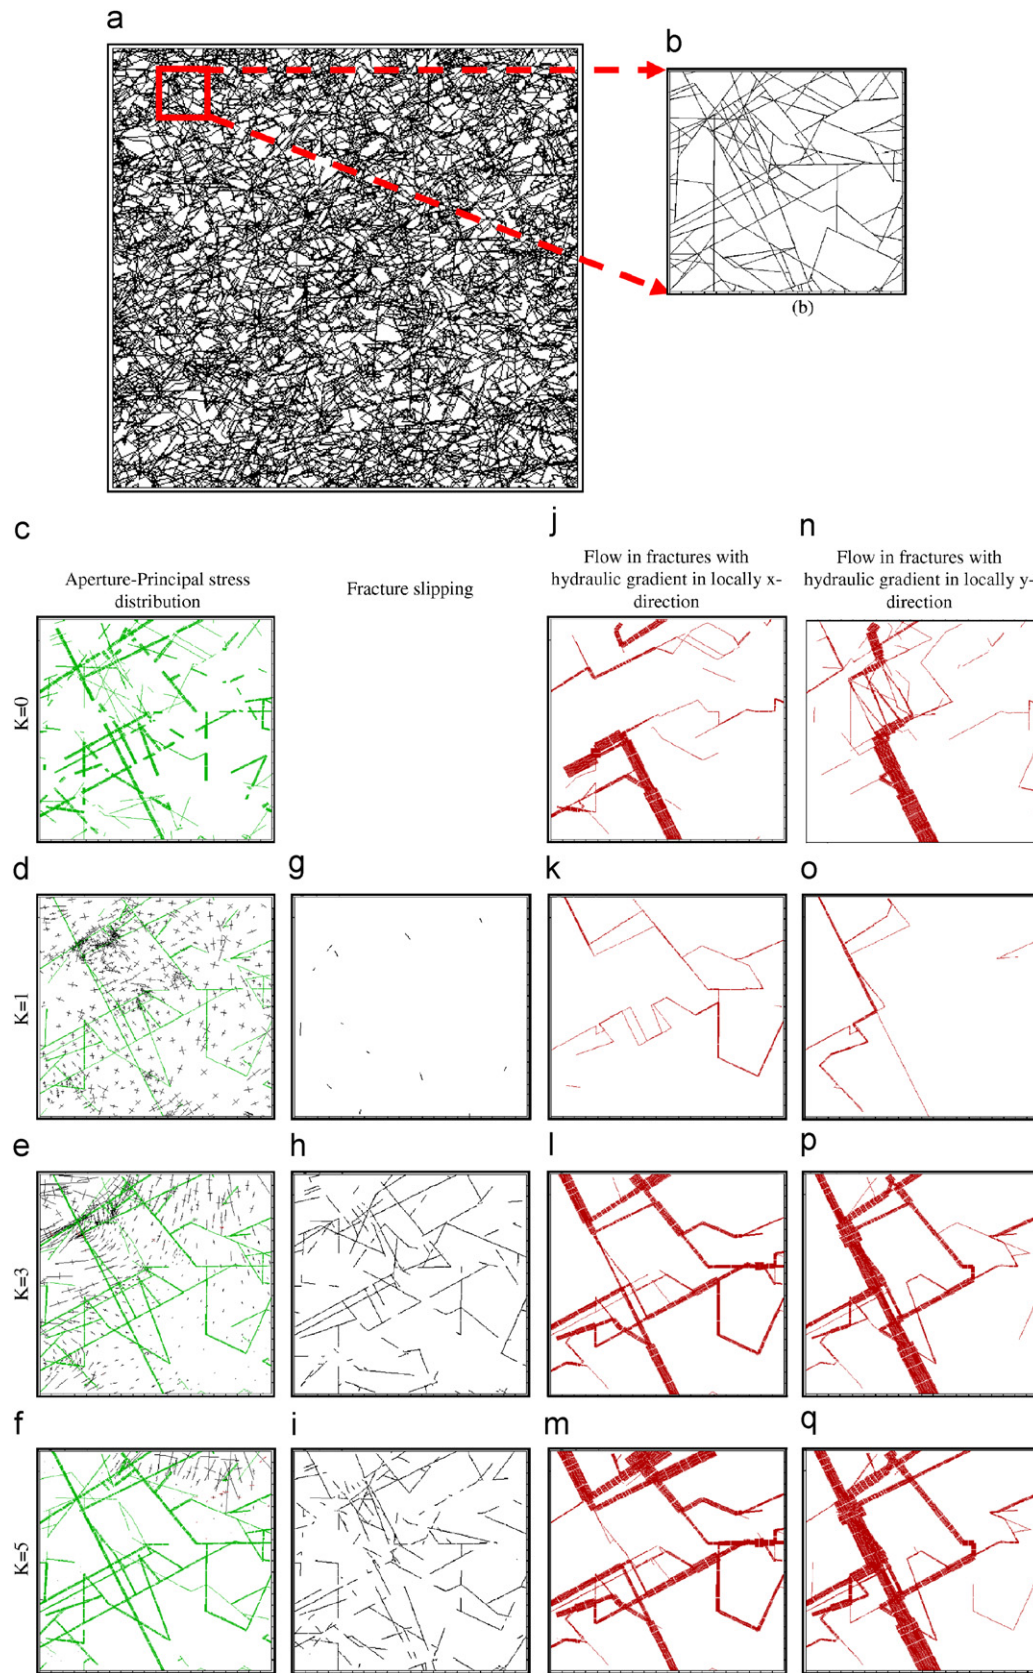 a
b
(b)
c
j
n
Aperture-Principal stress
distribution
Fracture slipping
Flow in fractures with
hydraulic gradient in locally x-
direction
Flow in fractures with
hydraulic gradient in locally y-
direction
K=0
d
g
k
o
K=1
e
h
l
p
K=3
f
i
m
q
K=5